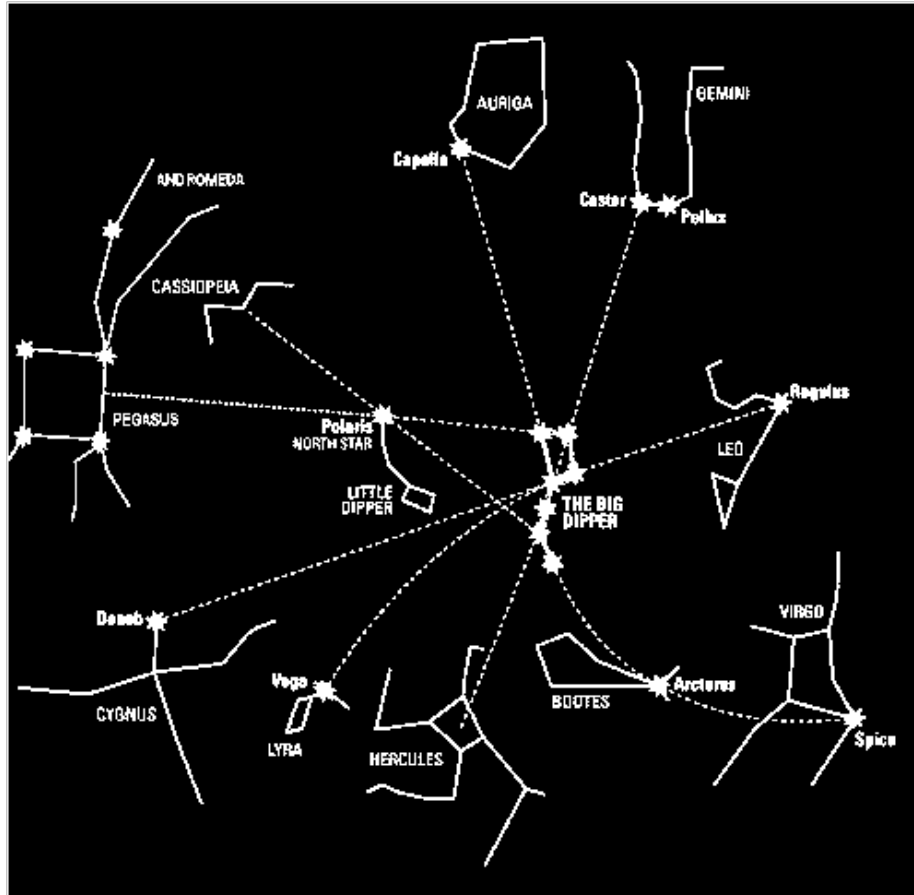 AURIGA
GEMINI
Capella
ANDROMEDA
Castor
Pollux
CASSIOPEIA
Regulus
PEGASUS
Polaris
NORTH STAR
LEO
LITTLE
DIPPER
THE BIG
DIPPER
Deneb
VIRGO
Vega
Arcturus
BOOTES
CYGNUS
LYRA
HERCULES
Spica